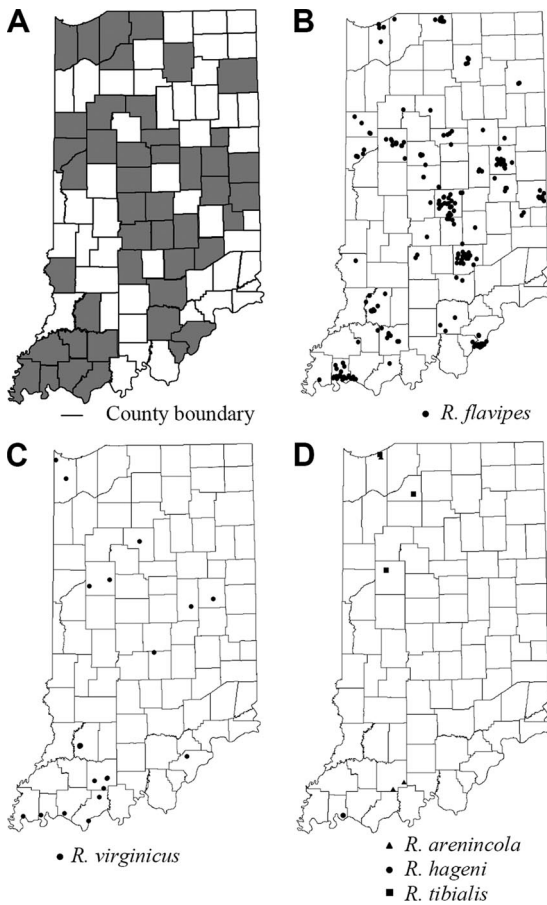 A
B
County boundary
R. flavipes
C
D
R. virginicus
R. arenincola
R. hageni
R. tibialis